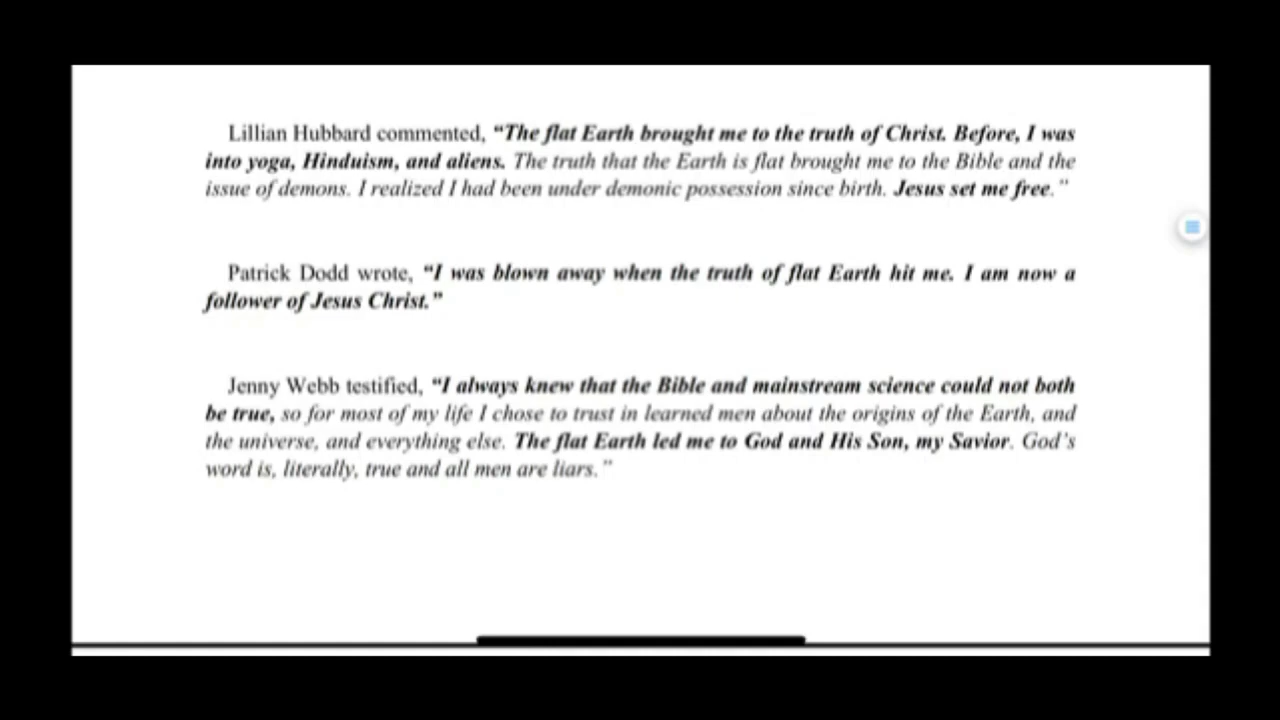 Lillian Hubbard commented, “The flat Earth brought me to the truth of Christ. Before, I was
into yoga, Hinduism, and aliens. The truth that the Earth is flat brought me to the Bible and the
issue of demons. I realized I had been under demonic possession since birth. Jesus set me free.”
Patrick Dodd wrote, “I was blown away when the truth of flat Earth hit me. I am now a
follower of Jesus Christ.”
Jenny Webb testified, “I always knew that the Bible and mainstream science could not both
be true, so for most of my life I chose to trust in learned men about the origins of the Earth, and
the universe, and everything else. The flat Earth led me to God and His Son, my Savior. God’s
word is, literally, true and all men are liars.”